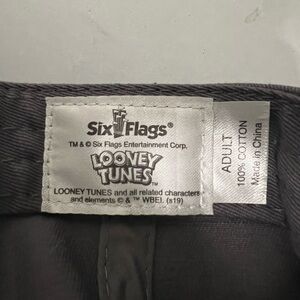 Six Flags®
TM & © Six Flags Entertainment Corp.
LOONEY
TUNES
LOONEY TUNES and all related characters
and elements © & ™ WBEI. (s19)
ADULT
100% COTTON
Made in China